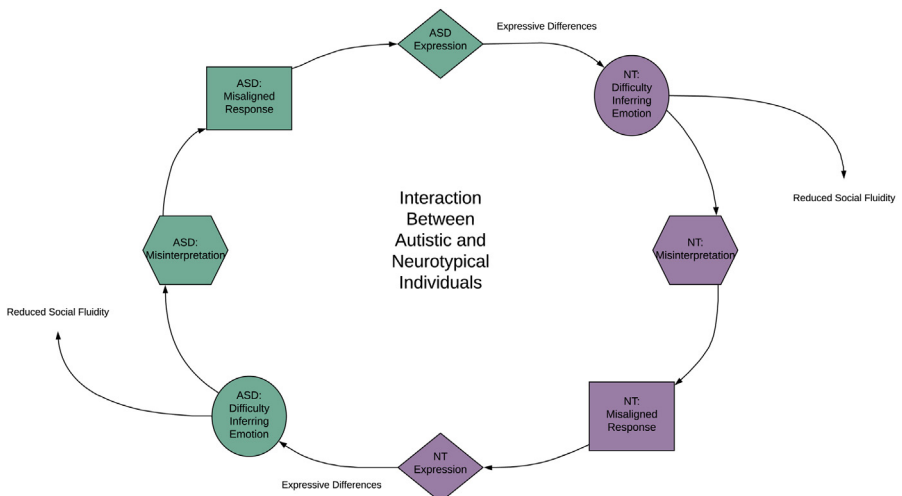 Expressive Differences
ASD
Expression
NT:
Difficulty
Inferring
Emotion
Reduced Social Fluidity
NT:
Misinterpretation
NT:
Misaligned
Response
NT
Expression
Expressive Differences
ASD:
Difficulty
Inferring
Emotion
Reduced Social Fluidity
ASD:
Misinterpretation
ASD:
Misaligned
Response
Interaction
Between
Autistic and
Neurotypical
Individuals